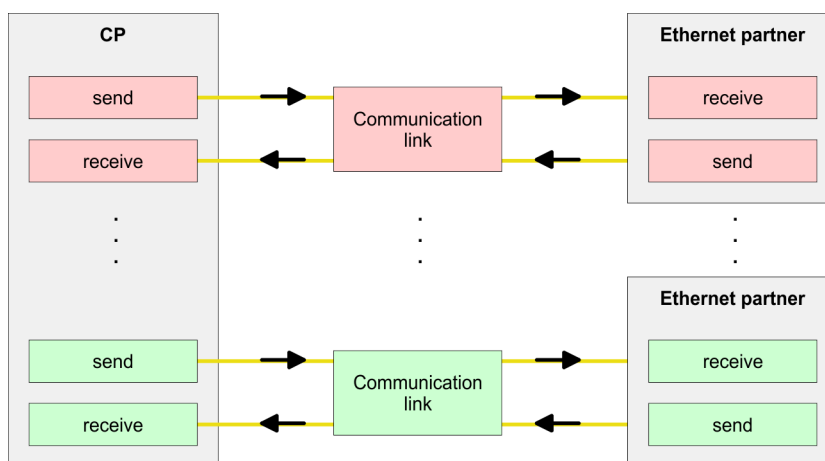 CP
Ethernet partner
send
receive
Communication
link
receive
send
Ethernet partner
send
receive
Communication
link
receive
send